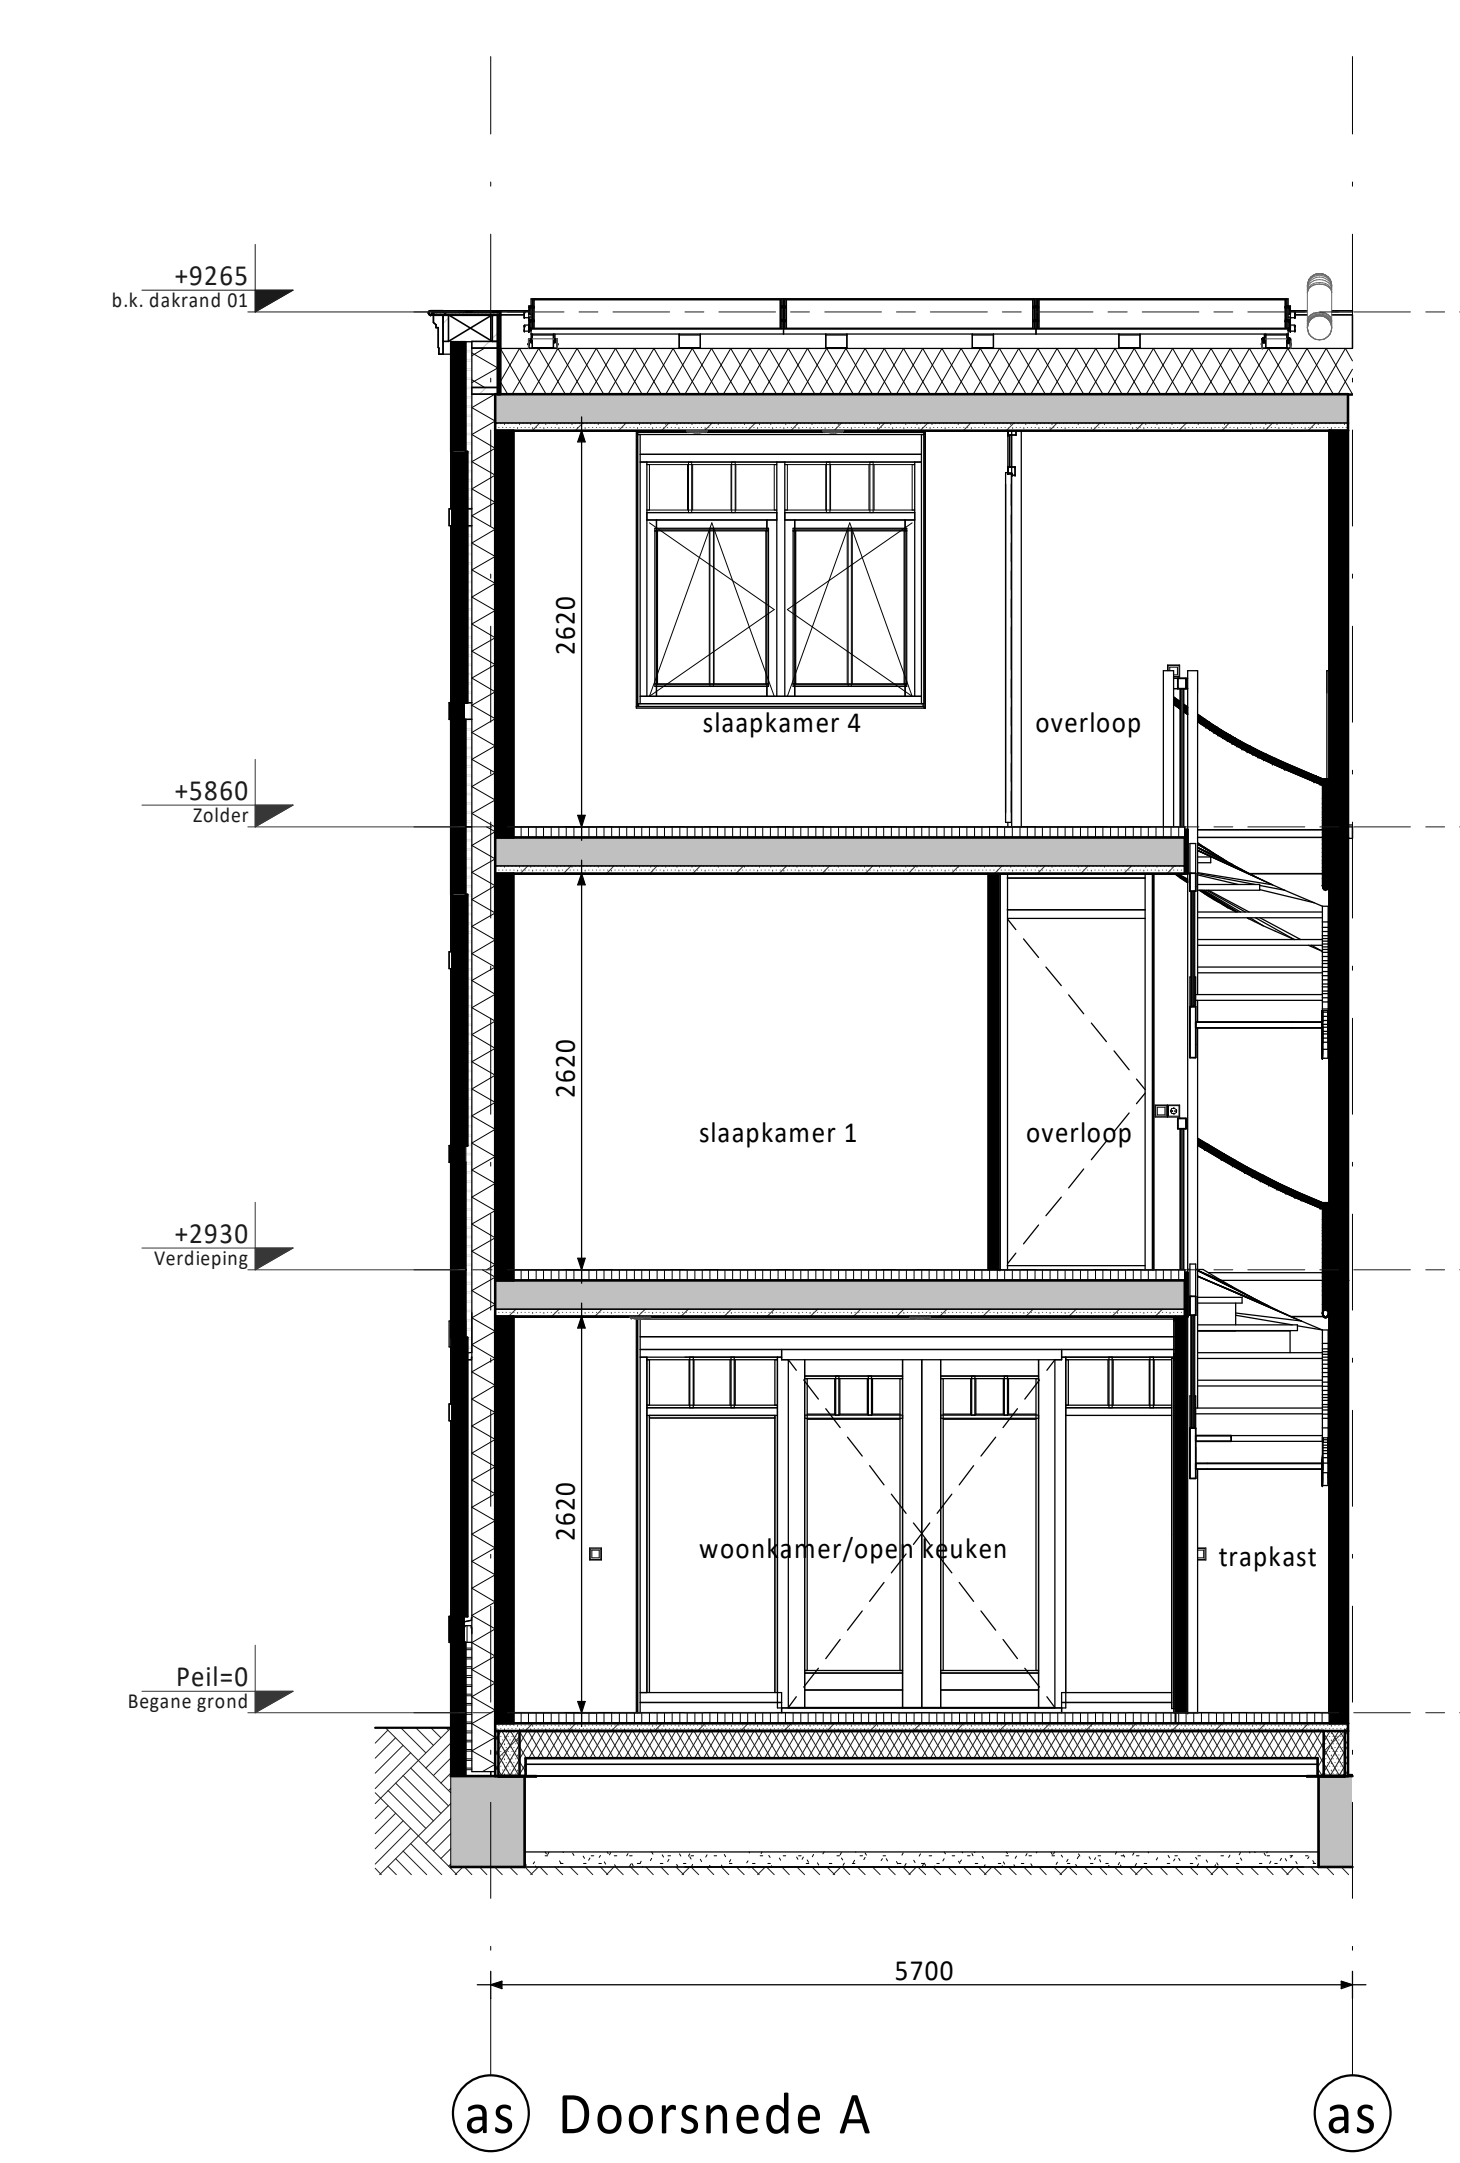 +9265
b.k. dakrand 01
2620
slaapkamer 4
overloop
+5860
Zolder
2620
slaapkamer 1
overloop
+2930
Verdieping
2620
woonkamer/open keuken
trapkast
Peil=0
Begane grond
5700
as
Doorsnede A
as